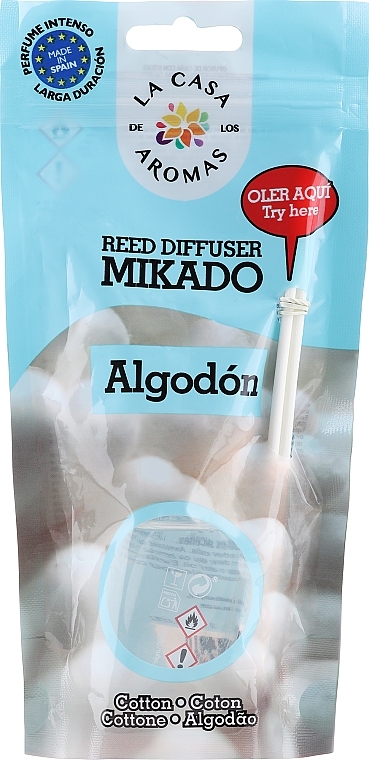 PERFUME INTENSO
MADE IN
SPAIN
LARGA DURACIÓN
LA CASA
DE LOS
AROMAS
OLER AQUÍ
Try here
REED DIFFUSER
MIKADO
Algodón
Cotton • Coton
Cottone • Algodão